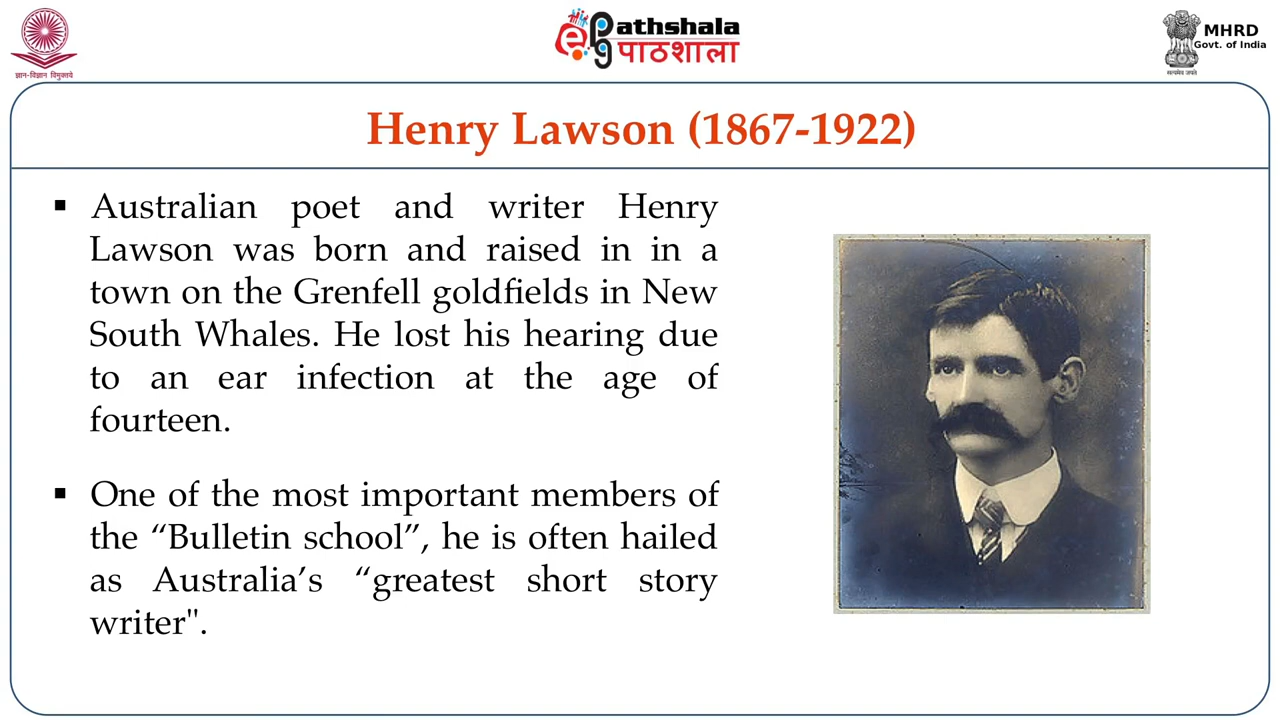 ज्ञान-विज्ञान विमुक्तये
ePG Pathshala
पाठशाला
MHRD
Govt. of India
सत्यमेव जयते
Henry Lawson (1867-1922)
▪ Australian poet and writer Henry
Lawson was born and raised in in a
town on the Grenfell goldfields in New
South Whales. He lost his hearing due
to an ear infection at the age of
fourteen.
▪ One of the most important members of
the “Bulletin school”, he is often hailed
as Australia’s “greatest short story
writer".